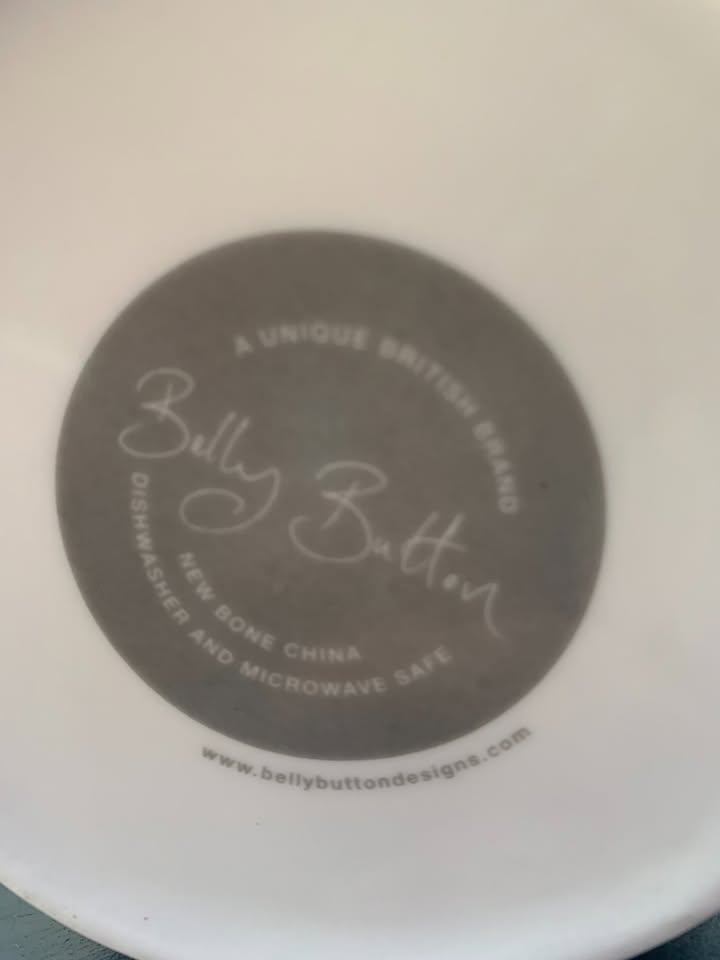 A UNIQUE BRITISH BRAND
Belly Button
NEW BONE CHINA
DISHWASHER AND MICROWAVE SAFE
www.bellybuttondesigns.com